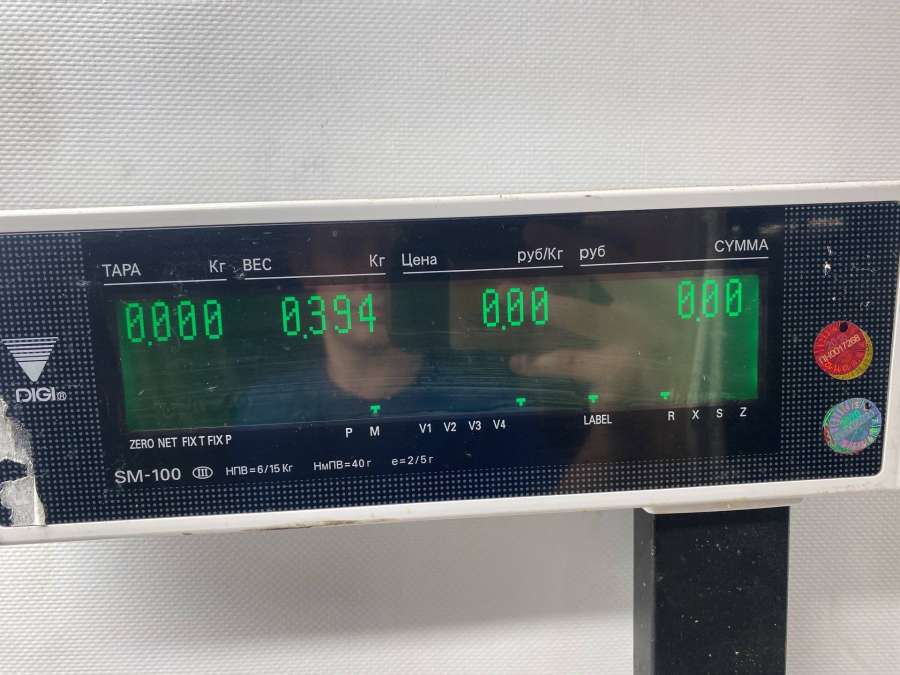 ТАРА Кг ВЕС Кг Цена руб/Кг руб СУММА
0.000 0.394 0.00 0.00
DIGI®
ZERO NET FIX T FIX P P M V1 V2 V3 V4 LABEL R X S Z
SM-100 III НПВ=6/15 Кг НмПВ=40 г e=2/5 г